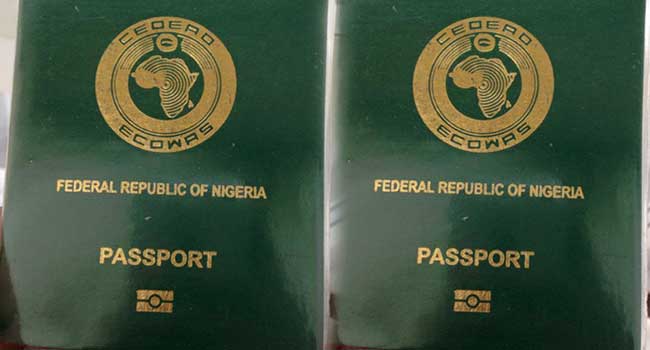 CEDEAO
ECOWAS
FEDERAL REPUBLIC OF NIGERIA
PASSPORT
CEDEAO
ECOWAS
FEDERAL REPUBLIC OF NIGERIA
PASSPORT